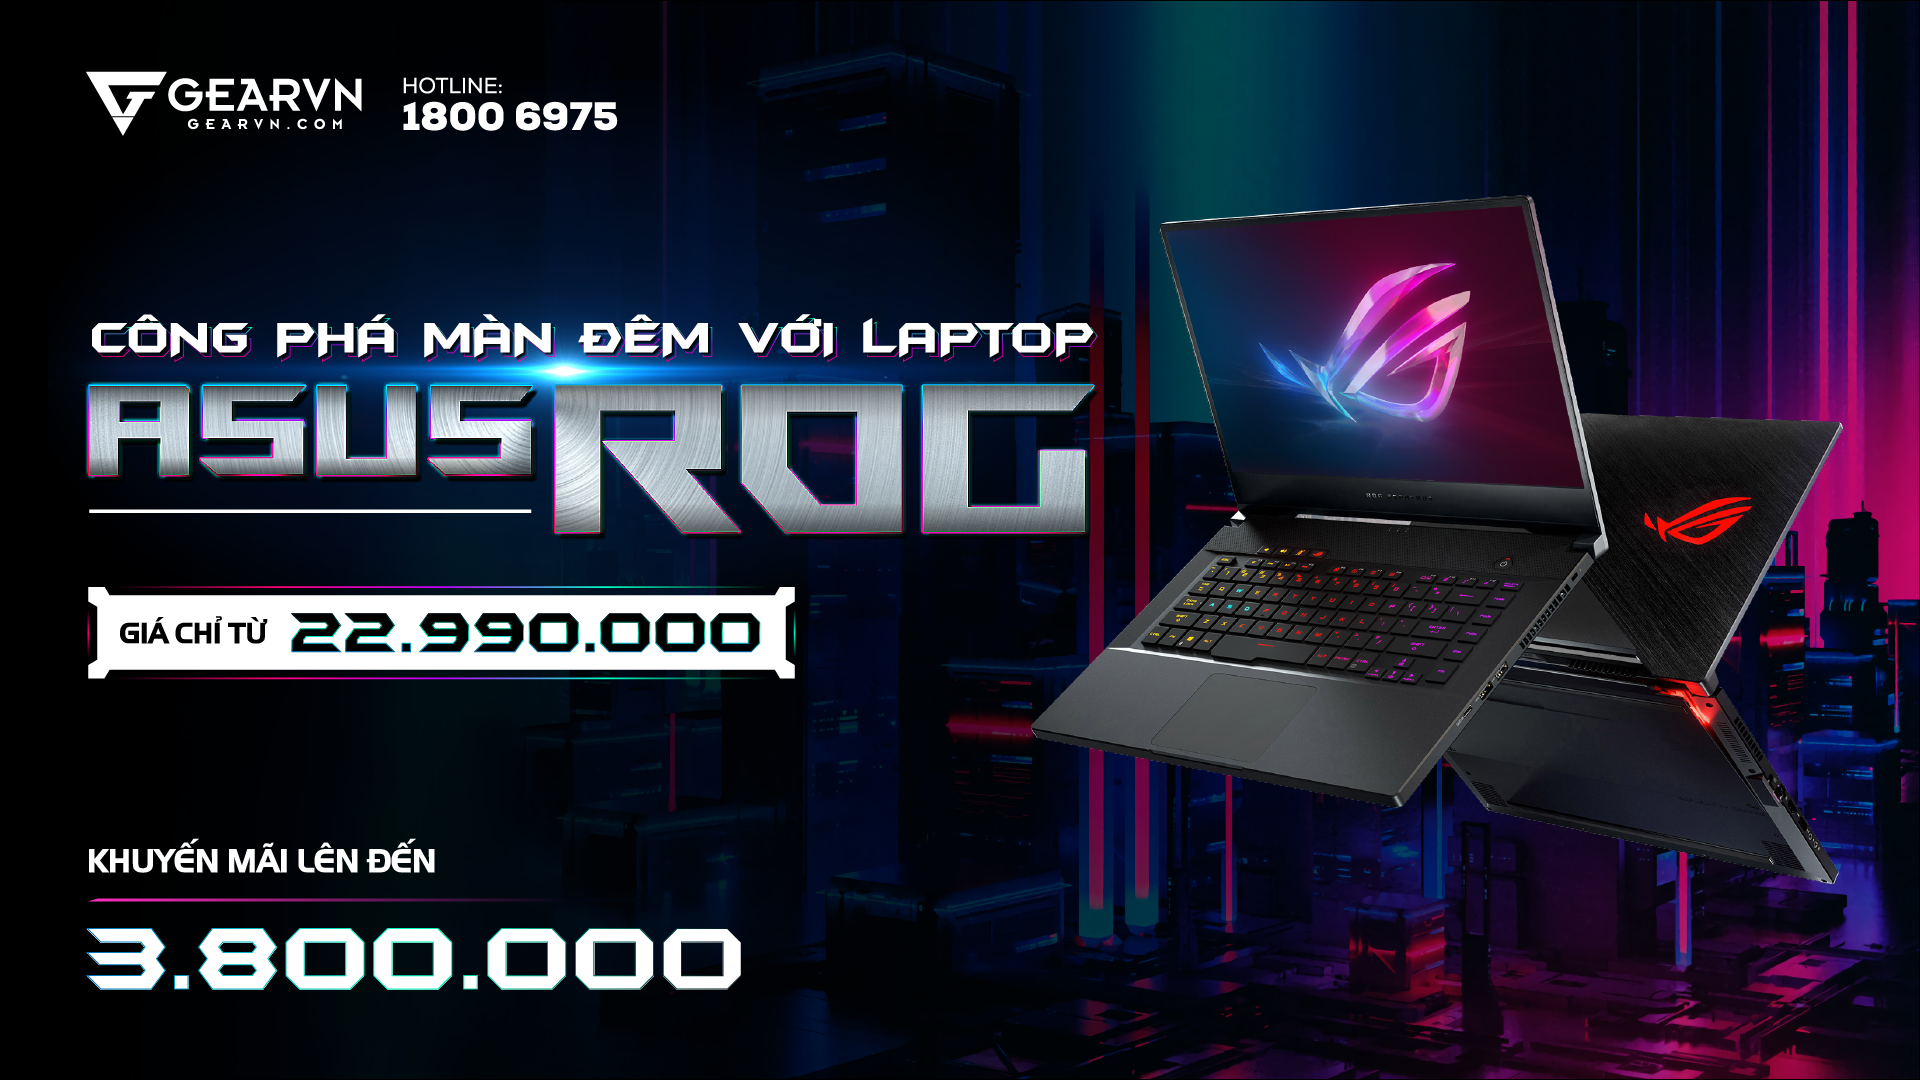 GEARVN
GEARVN.COM
HOTLINE:
1800 6975
CÔNG PHÁ MÀN ĐÊM VỚI LAPTOP
ASUS ROG
GIÁ CHỈ TỪ 22.990.000
KHUYẾN MÃI LÊN ĐẾN
3.800.000